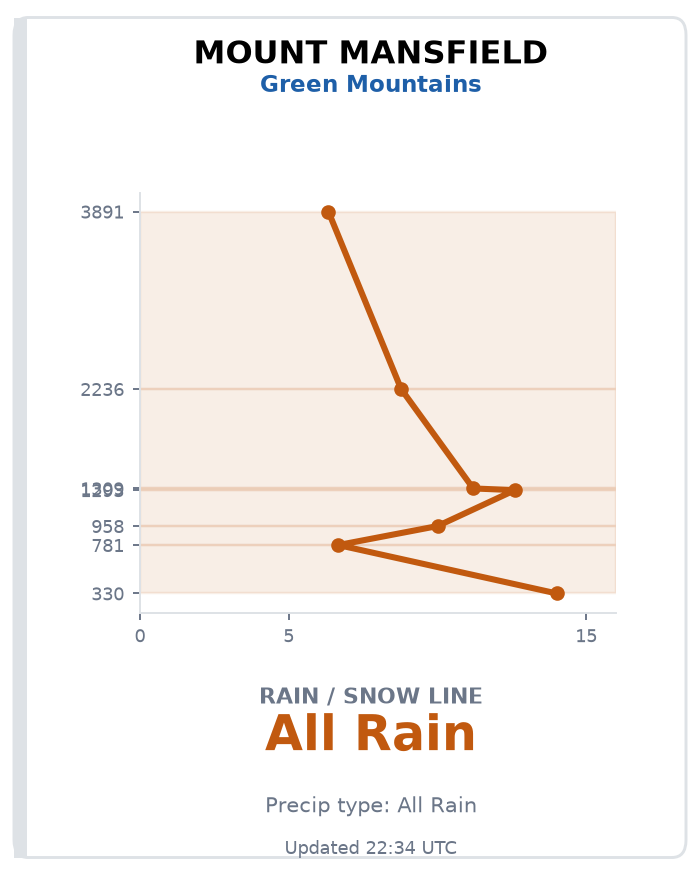 MOUNT MANSFIELD
Green Mountains
3891
2236
958
781
330
0 5 15
RAIN / SNOW LINE
All Rain
Precip type: All Rain
Updated 22:34 UTC